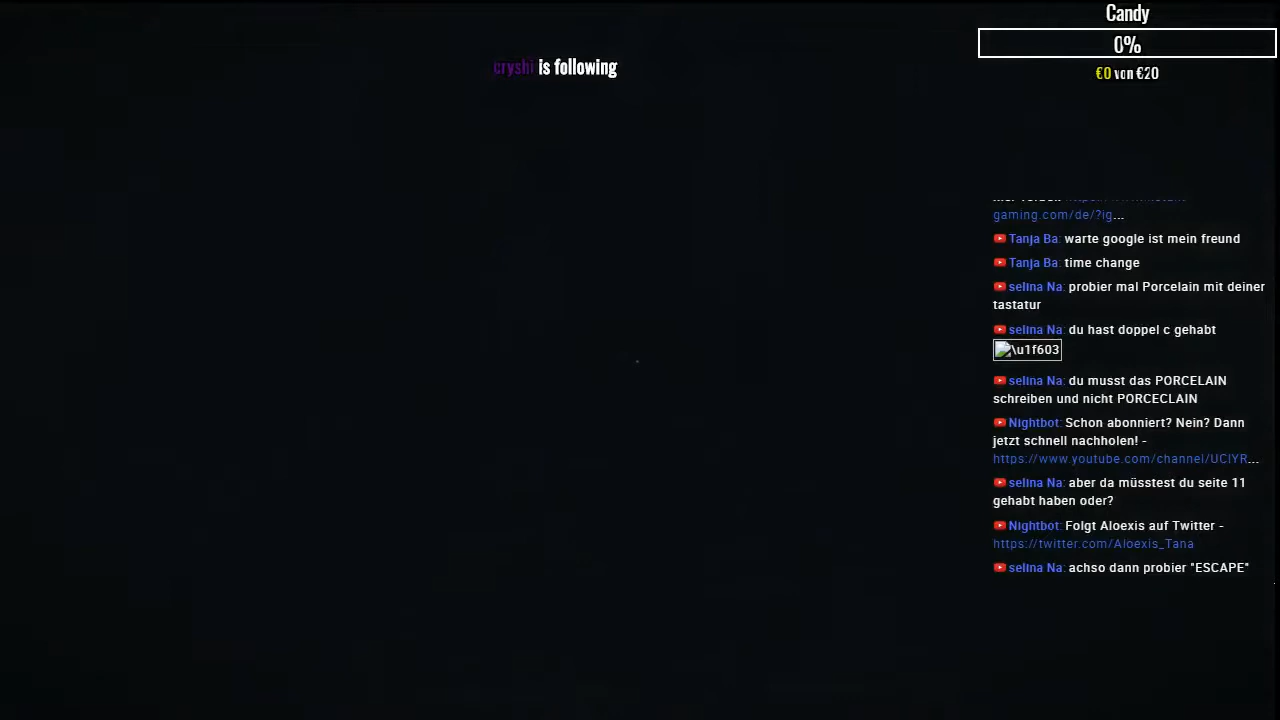 Candy
0%
cryshi is following
€0 von €20
gaming.com/de/?ig...
Tanja Ba: warte google ist mein freund
Tanja Ba: time change
selina Na: probier mal Porcelain mit deiner
tastatur
selina Na: du hast doppel c gehabt
\u1f603
selina Na: du musst das PORCELAIN
schreiben und nicht PORCECLAIN
Nightbot: Schon abonniert? Nein? Dann
jetzt schnell nachholen! -
https://www.youtube.com/channel/UCIYR...
selina Na: aber da müsstest du seite 11
gehabt haben oder?
Nightbot: Folgt Aloexis auf Twitter -
https://twitter.com/Aloexis_Tana
selina Na: achso dann probier "ESCAPE"